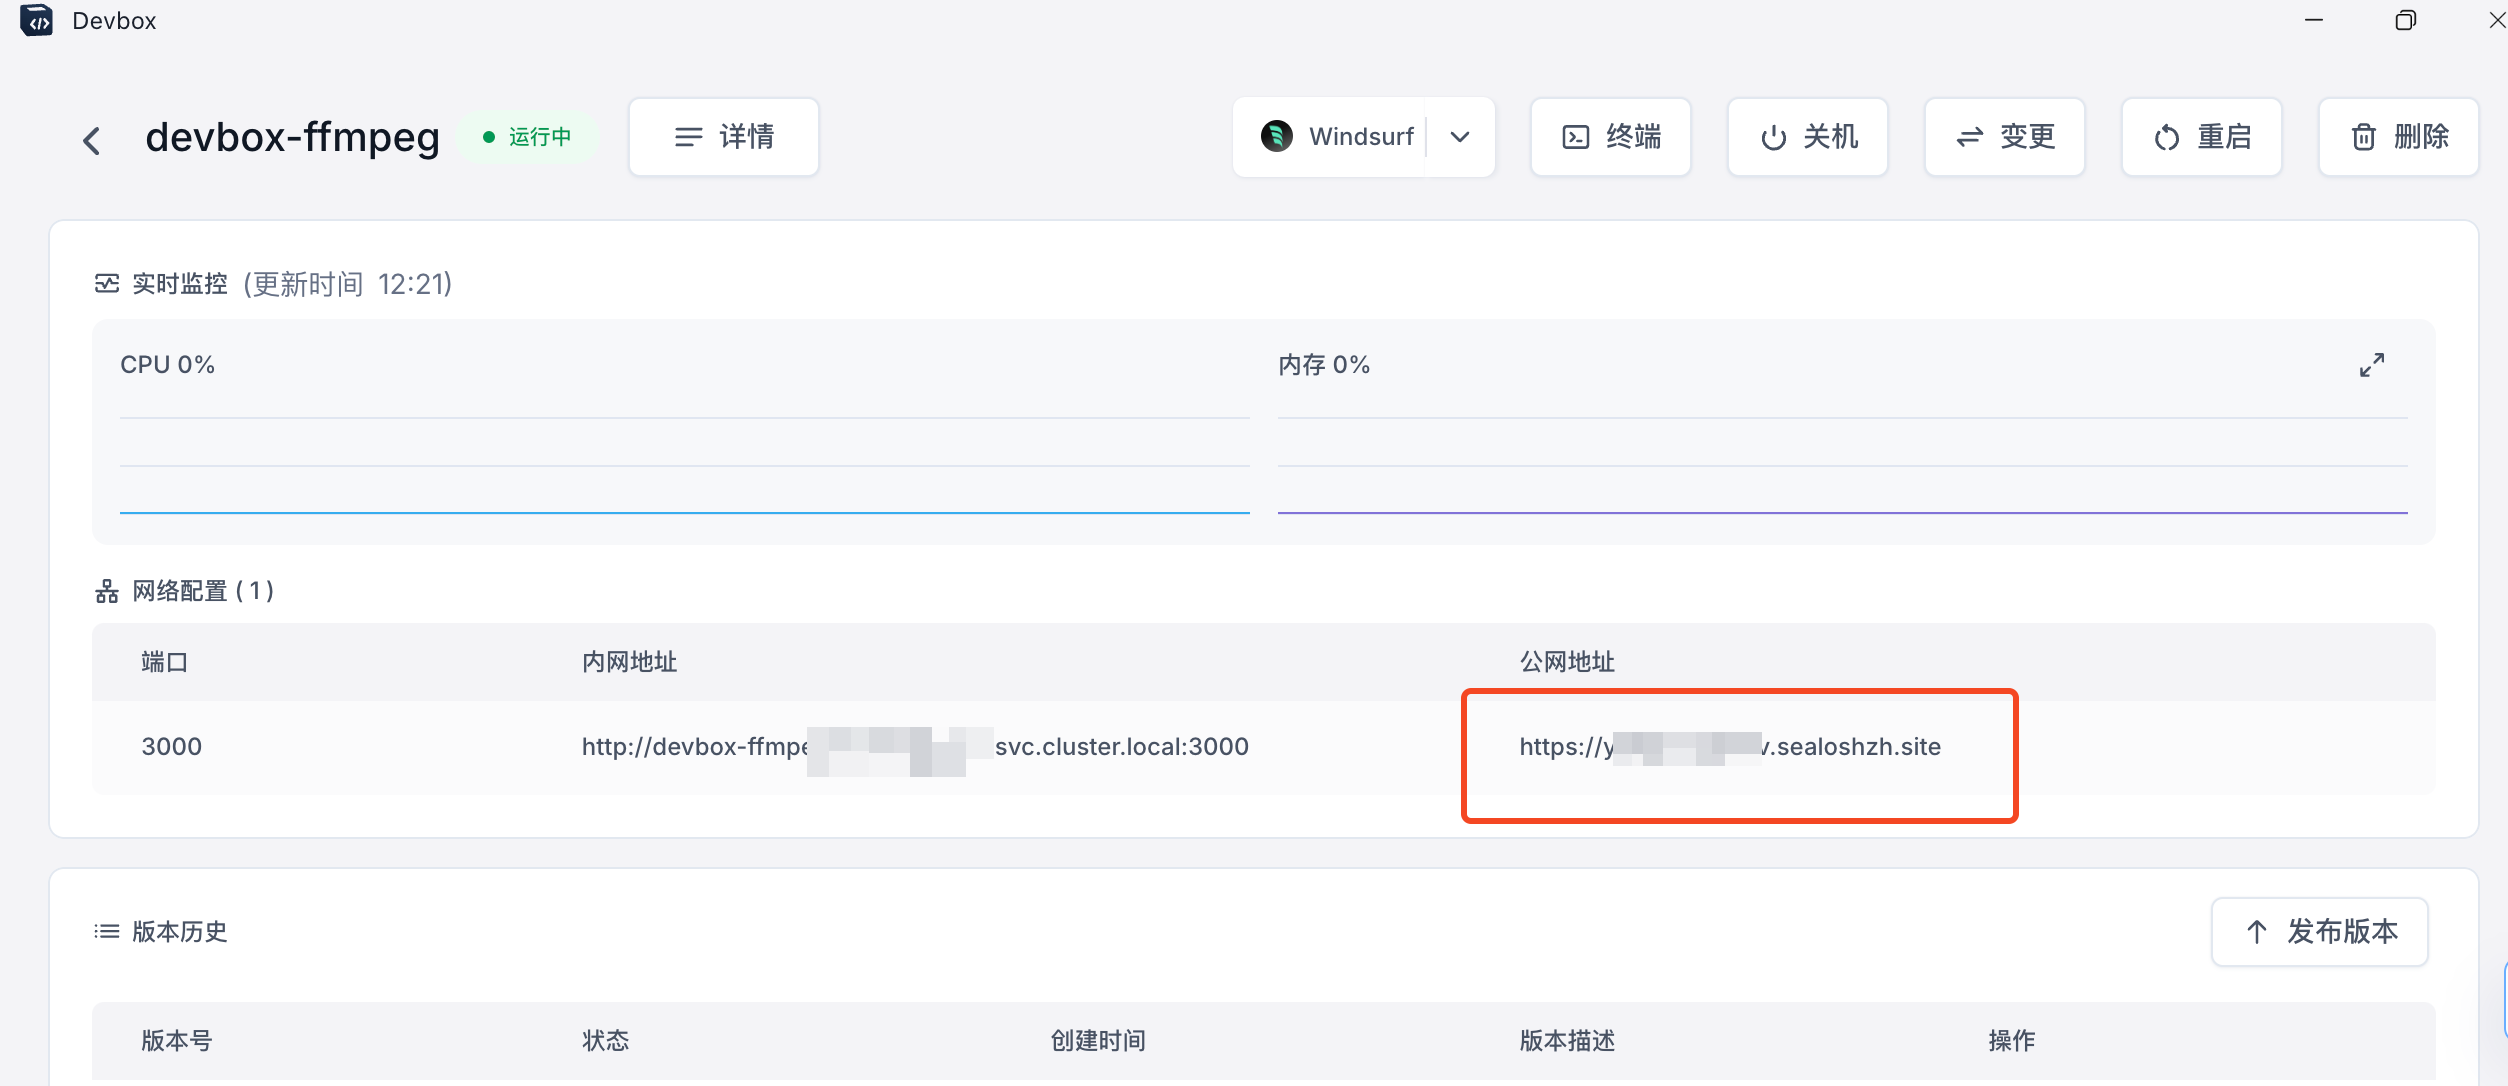 Devbox
devbox-ffmpeg 运行中 详情 Windsurf 终端 关机 变更 重启 删除
实时监控 (更新时间 12:21)
CPU 0% 内存 0%
网络配置 ( 1 )
端口 内网地址 公网地址
3000 http://devbox-ffmpe svc.cluster.local:3000 https://y v.sealoshzh.site
版本历史 发布版本
版本号 状态 创建时间 版本描述 操作